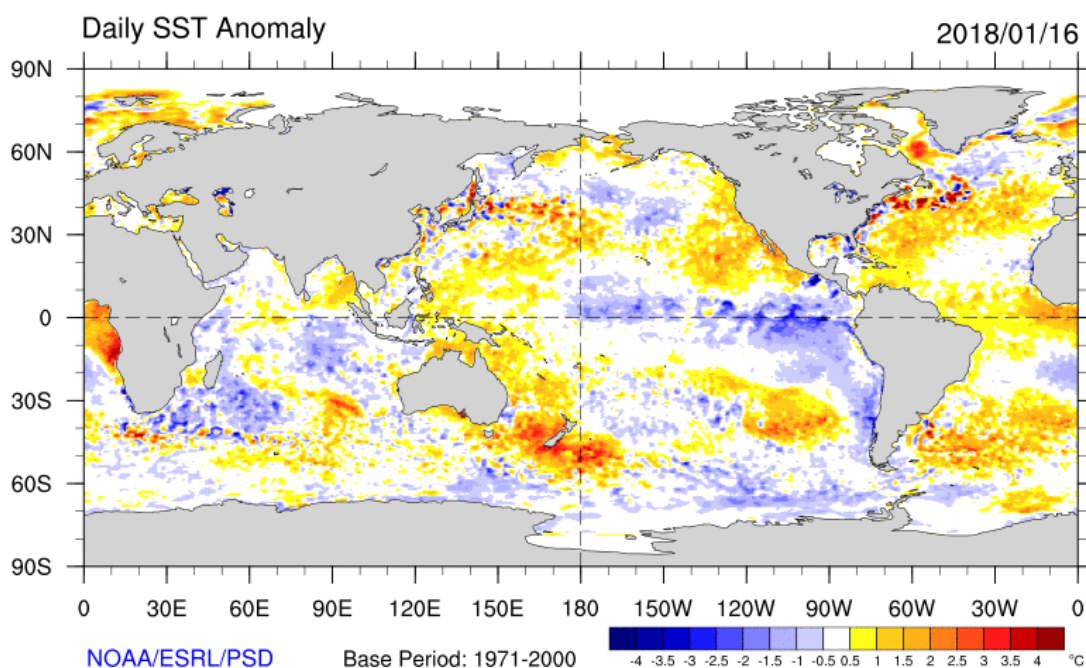 Daily SST Anomaly 2018/01/16
90N
60N
30N
0
30S
60S
90S
0 30E 60E 90E 120E 150E 180 150W 120W 90W 60W 30W 0
NOAA/ESRL/PSD Base Period: 1971-2000
-4 -3.5 -3 -2.5 -2 -1.5 -1 -0.5 0.5 1 1.5 2 2.5 3 3.5 4 °C